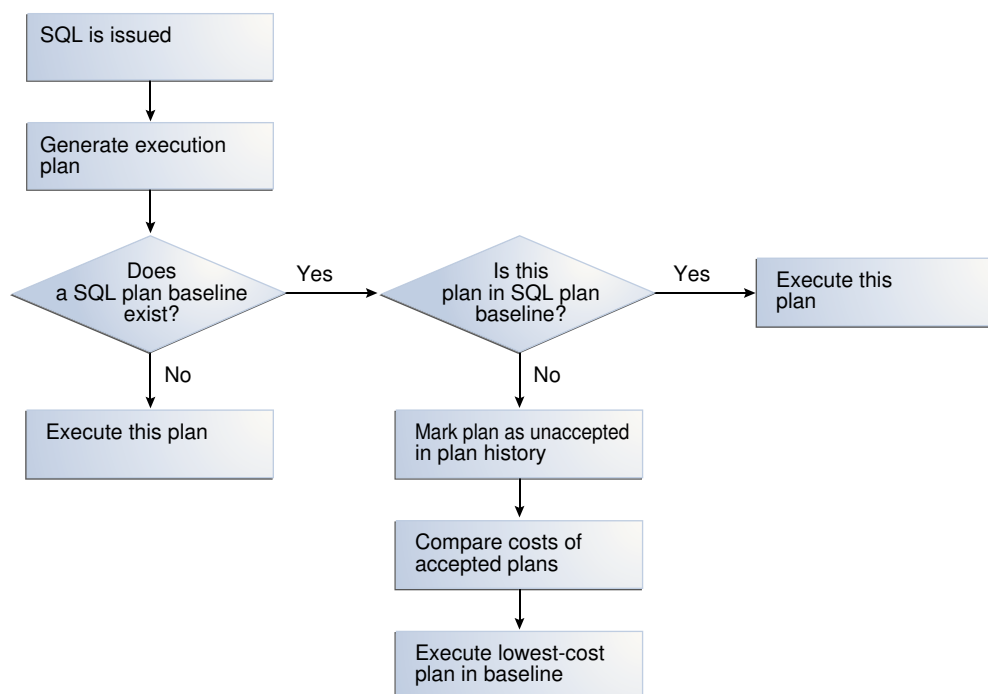 SQL is issued
Generate execution
plan
Does
a SQL plan baseline
exist?
Yes
Is this
plan in SQL plan
baseline?
Yes
Execute this
plan
No
No
Execute this plan
Mark plan as unaccepted
in plan history
Compare costs of
accepted plans
Execute lowest-cost
plan in baseline